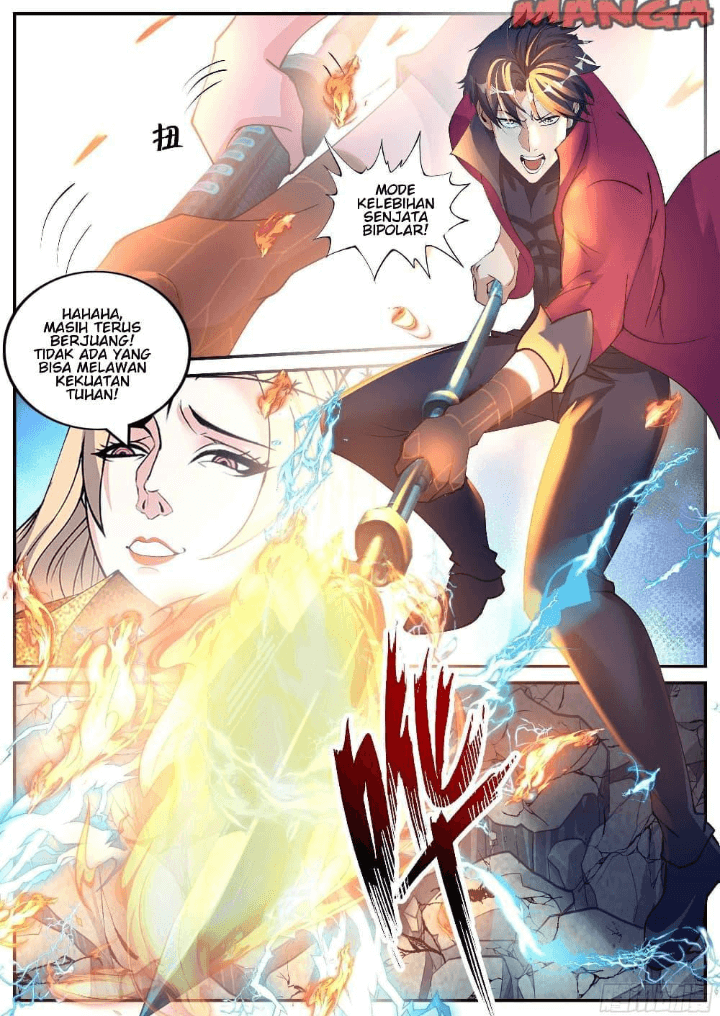 MANGA
扭
MODE
KELEBIHAN
SENJATA
BIPOLAR!
HAHAHA,
MASIH TERUS
BERJUANG!
TIDAK ADA YANG
BISA MELAWAN
KEKUATAN
TUHAN!